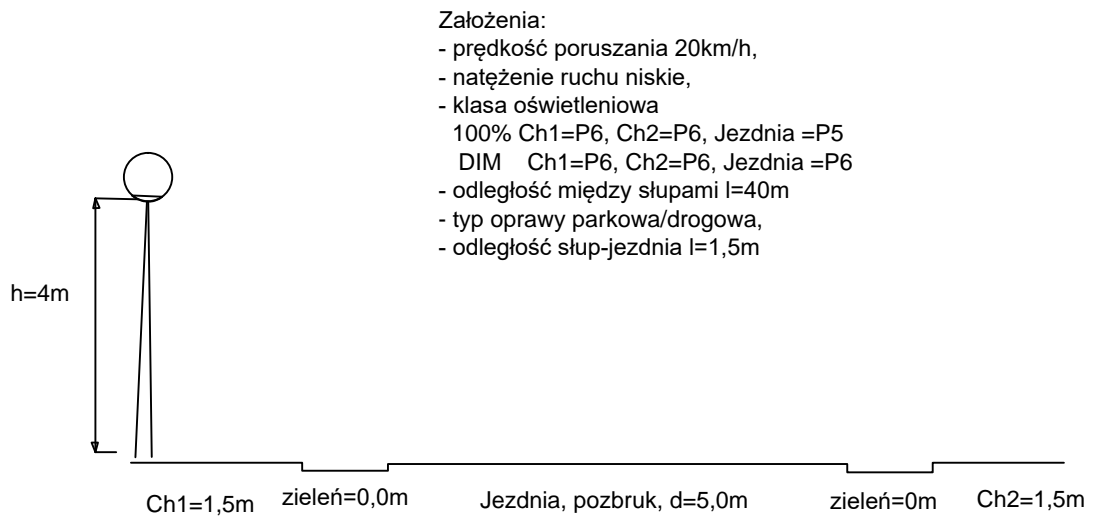 Założenia:
- prędkość poruszania 20km/h,
- natężenie ruchu niskie,
- klasa oświetleniowa
100% Ch1=P6, Ch2=P6, Jezdnia =P5
DIM Ch1=P6, Ch2=P6, Jezdnia =P6
- odległość między słupami l=40m
- typ oprawy parkowa/drogowa,
- odległość słup-jezdnia l=1,5m
h=4m
Ch1=1,5m zieleń=0,0m Jezdnia, pozbruk, d=5,0m zieleń=0m Ch2=1,5m